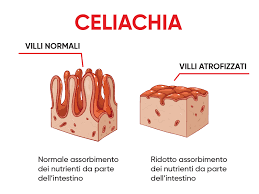 CELIACHIA
VILLI NORMALI
VILLI ATROFIZZATI
Normale assorbimento
dei nutrienti da parte
dell'intestino
Ridotto assorbimento
dei nutrienti da parte
dell'intestino